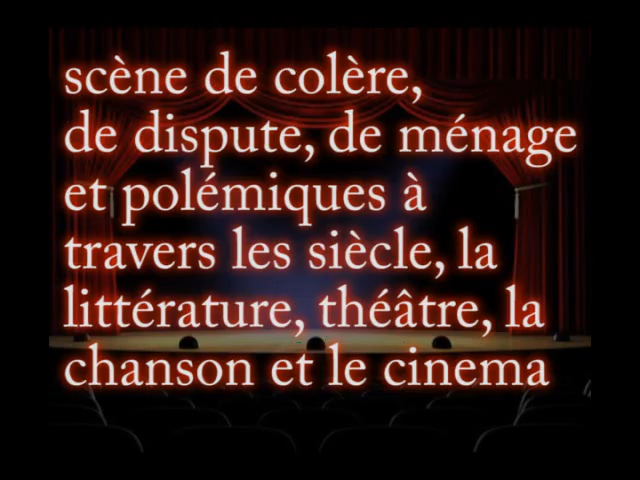 scène de colère,
de dispute, de ménage
et polémiques à
travers les siècle, la
littérature, théâtre, la
chanson et le cinema